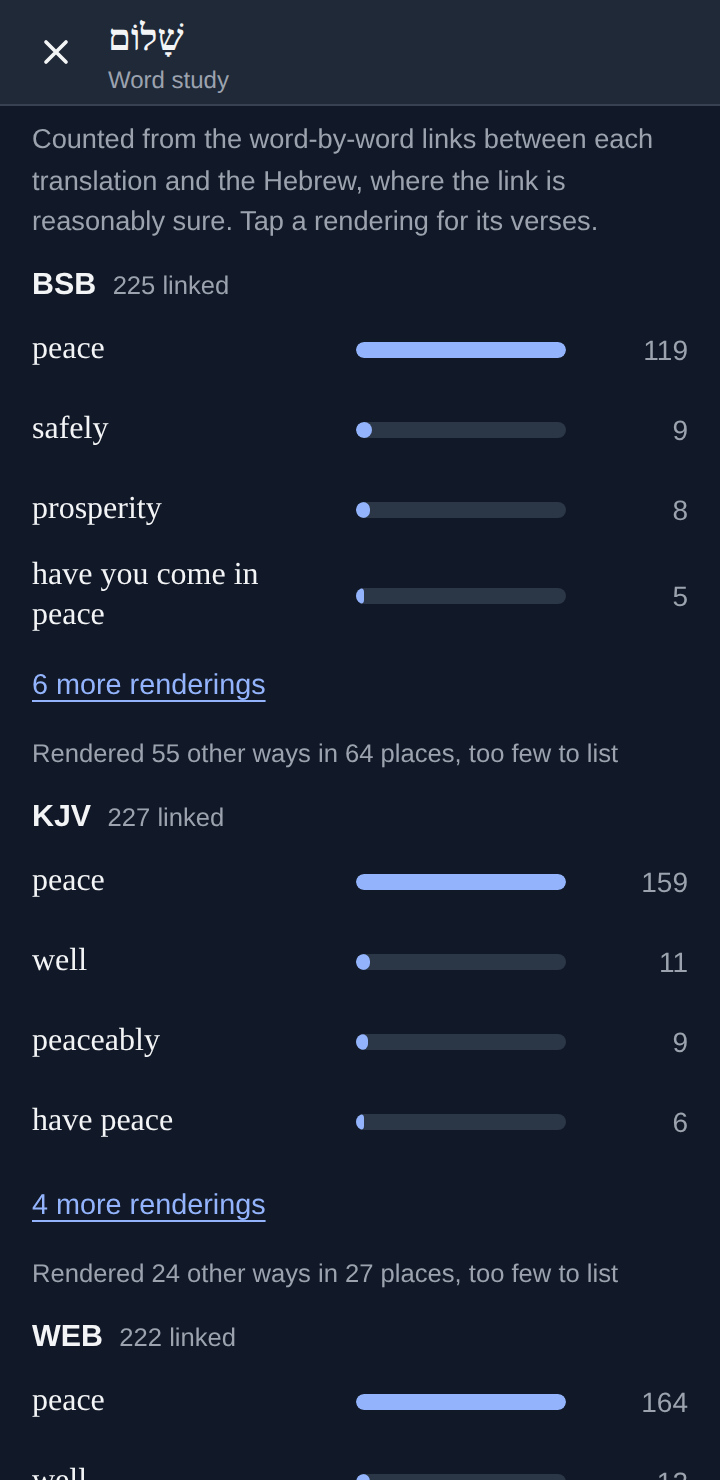 שָׁלוֹם
Word study
Counted from the word-by-word links between each
translation and the Hebrew, where the link is
reasonably sure. Tap a rendering for its verses.
BSB 225 linked
peace 119
safely 9
prosperity 8
have you come in
peace 5
6 more renderings
Rendered 55 other ways in 64 places, too few to list
KJV 227 linked
peace 159
well 11
peaceably 9
have peace 6
4 more renderings
Rendered 24 other ways in 27 places, too few to list
WEB 222 linked
peace 164
well